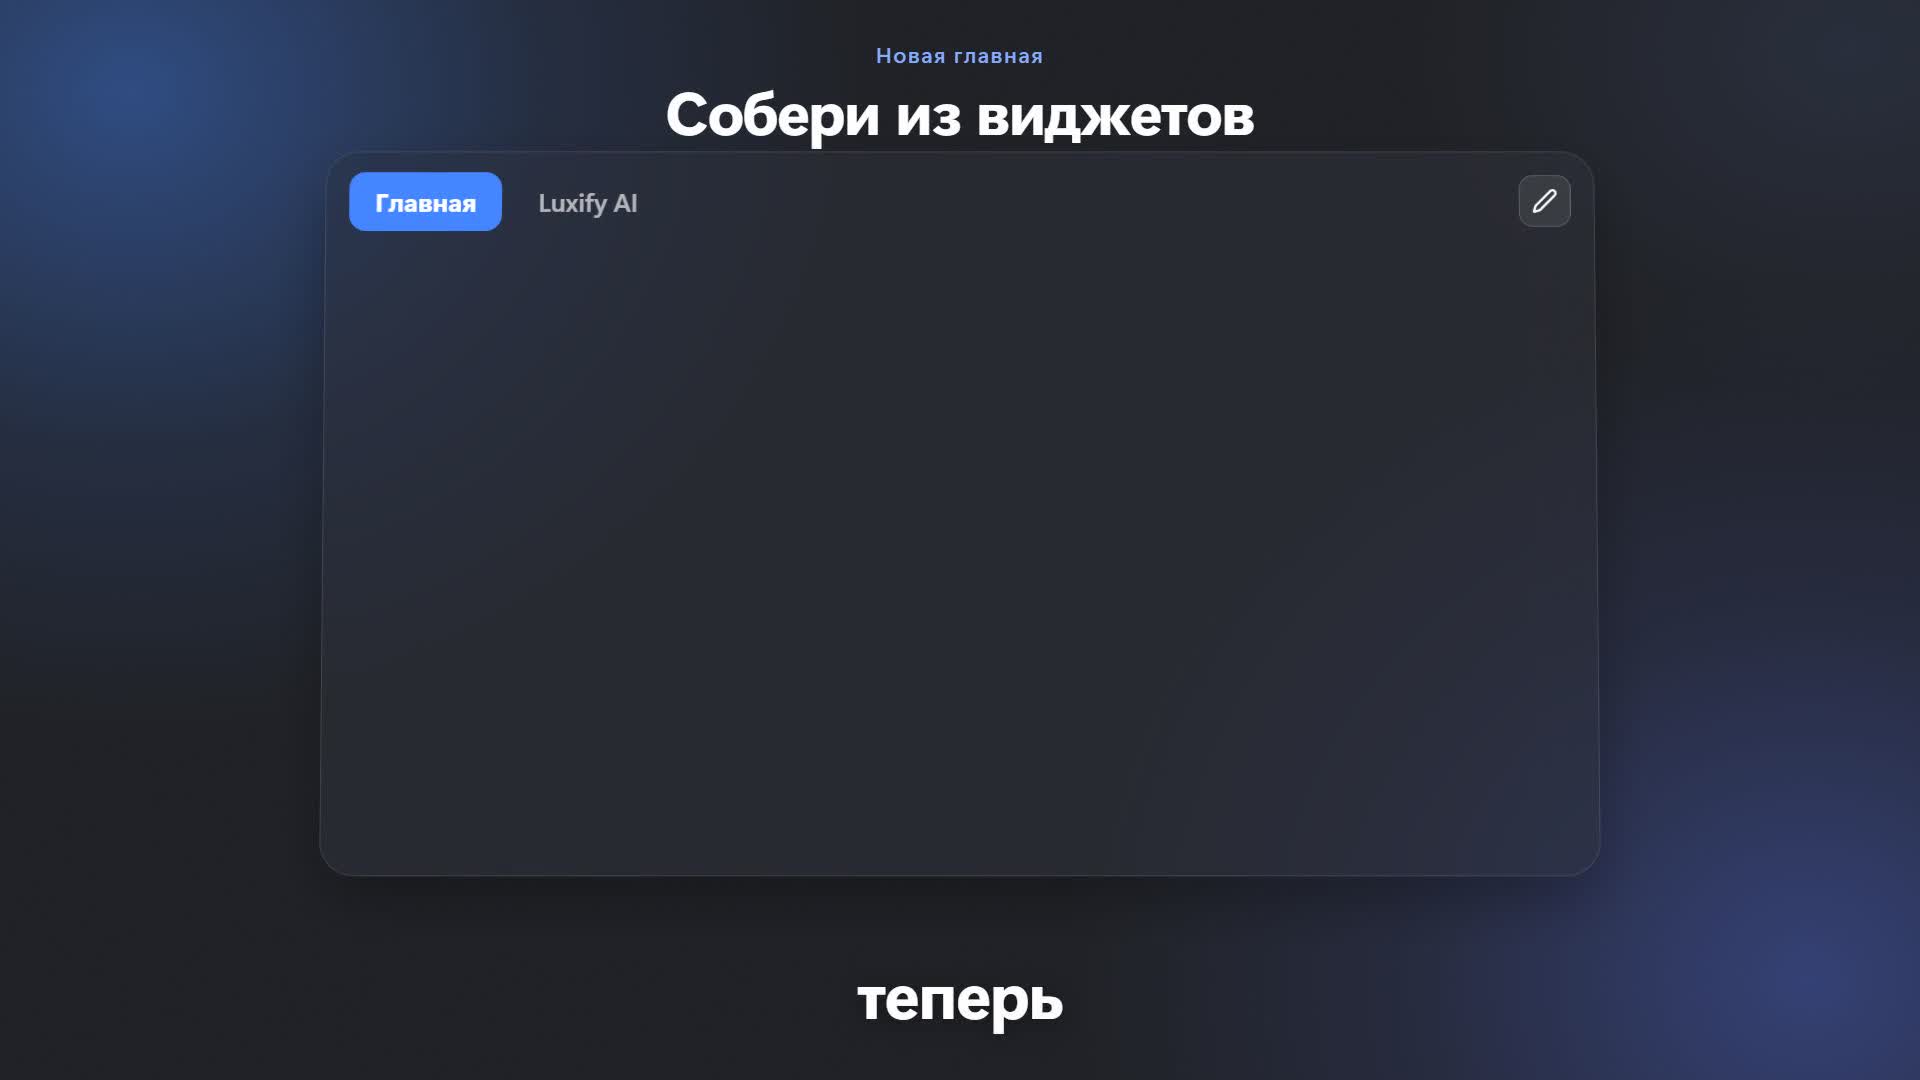 Новая главная
Собери из виджетов
Главная
Luxify AI
теперь